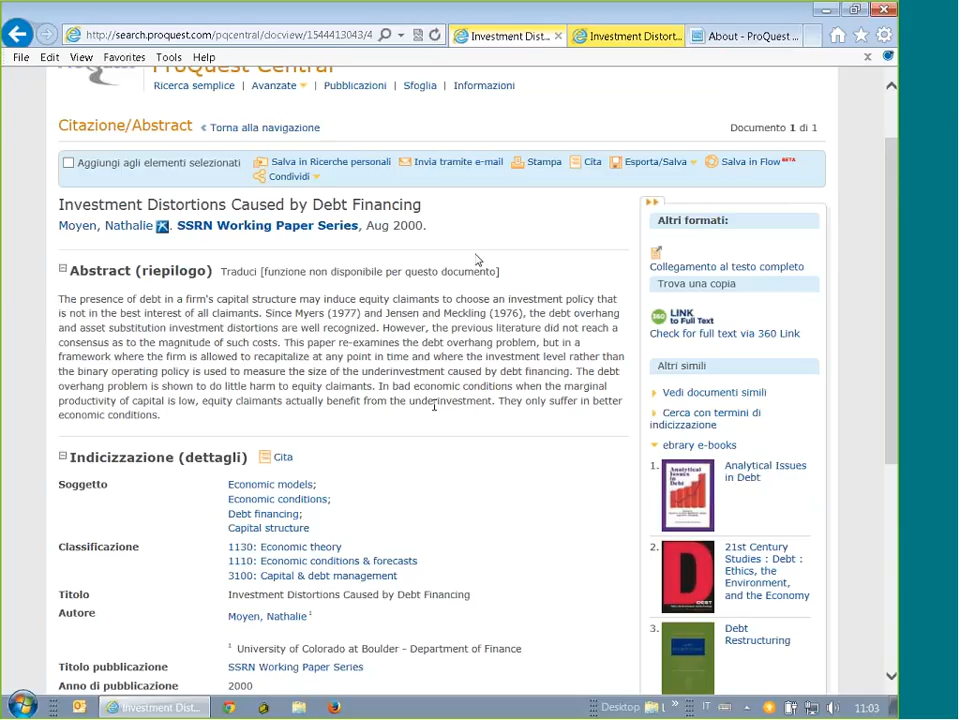 http://search.proquest.com/pqcentral/docview/1544413043/4
Investment Dist...
Investment Distort...
About - ProQuest ...
File Edit View Favorites Tools Help
ProQuest Central
Ricerca semplice | Avanzate | Pubblicazioni | Sfoglia | Informazioni
Citazione/Abstract « Torna alla navigazione
Documento 1 di 1
Aggiungi agli elementi selezionati
Salva in Ricerche personali Invia tramite e-mail Stampa Cita Esporta/Salva Salva in Flow BETA
Condividi
Investment Distortions Caused by Debt Financing
Moyen, Nathalie. SSRN Working Paper Series, Aug 2000.
Abstract (riepilogo) Traduci [funzione non disponibile per questo documento]
The presence of debt in a firm's capital structure may induce equity claimants to choose an investment policy that
is not in the best interest of all claimants. Since Myers (1977) and Jensen and Meckling (1976), the debt overhang
and asset substitution investment distortions are well recognized. However, the previous literature did not reach a
consensus as to the magnitude of such costs. This paper re-examines the debt overhang problem, but in a
framework where the firm is allowed to recapitalize at any point in time and where the investment level rather than
the binary operating policy is used to measure the size of the underinvestment caused by debt financing. The debt
overhang problem is shown to do little harm to equity claimants. In bad economic conditions when the marginal
productivity of capital is low, equity claimants actually benefit from the underinvestment. They only suffer in better
economic conditions.
Indicizzazione (dettagli) Cita
Soggetto
Economic models;
Economic conditions;
Debt financing;
Capital structure
Classificazione
1130: Economic theory
1110: Economic conditions & forecasts
3100: Capital & debt management
Titolo
Investment Distortions Caused by Debt Financing
Autore
Moyen, Nathalie 1
1 University of Colorado at Boulder - Department of Finance
Titolo pubblicazione
SSRN Working Paper Series
Anno di pubblicazione
2000
Altri formati:
Collegamento al testo completo
Trova una copia
LINK
to Full Text
Check for full text via 360 Link
Altri simili
Vedi documenti simili
Cerca con termini di
indicizzazione
ebrary e-books
1.
Analytical
Issues in
Debt
Analytical Issues
in Debt
2.
D
DEBT
21st Century
Studies : Debt :
Ethics, the
Environment,
and the Economy
3.
Debt
Restructuring
Investment Dist...
Desktop
L
»
IT
11:03